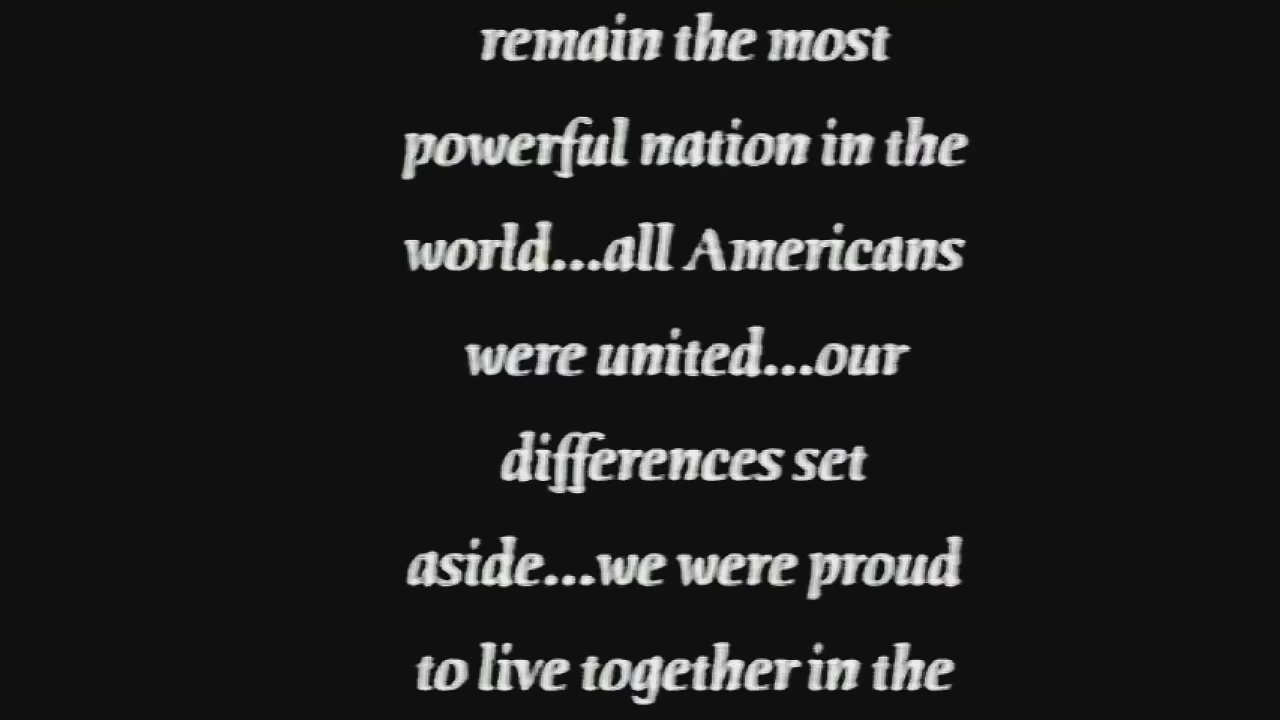 remain the most
powerful nation in the
world...all Americans
were united...our
differences set
aside...we were proud
to live together in the